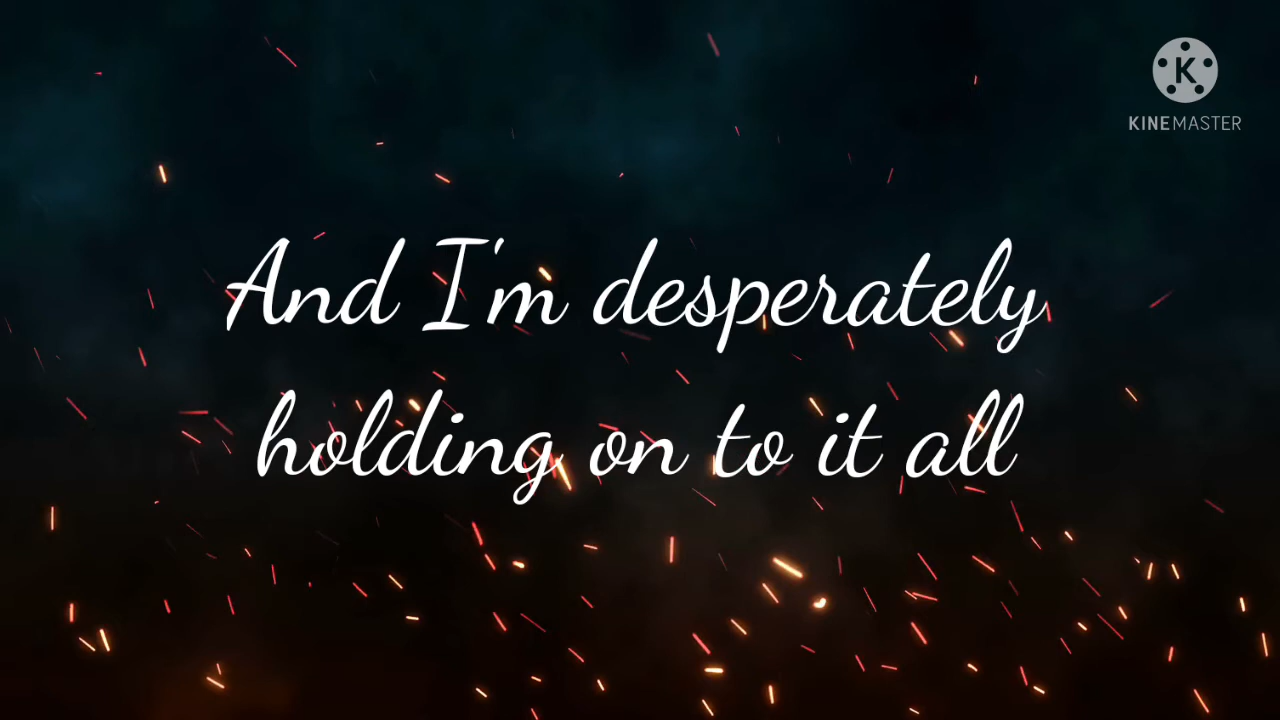 K
KINEMASTER
And I'm desperately
holding on to it all